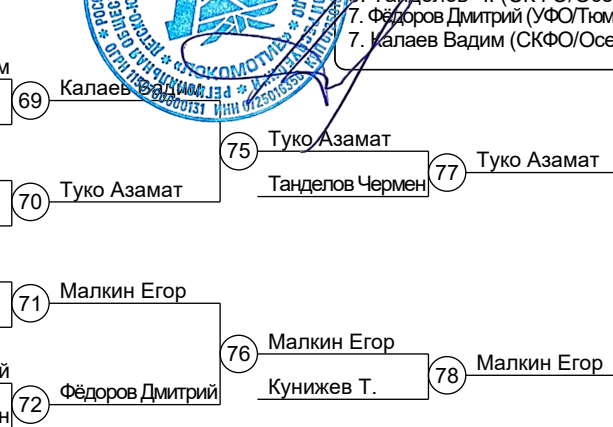 7. Фёдоров Дмитрий (УФО/Тюм
7. Калаев Вадим (СКФО/Осе
69
Калаев Вадим
75
Туко Азамат
77
Туко Азамат
Танделов Чермен
70
Туко Азамат
71
Малкин Егор
76
Малкин Егор
78
Малкин Егор
Кунижев Т.
72
Фёдоров Дмитрий
«ЛОКОМОТИВ»
ИНН 0725016350